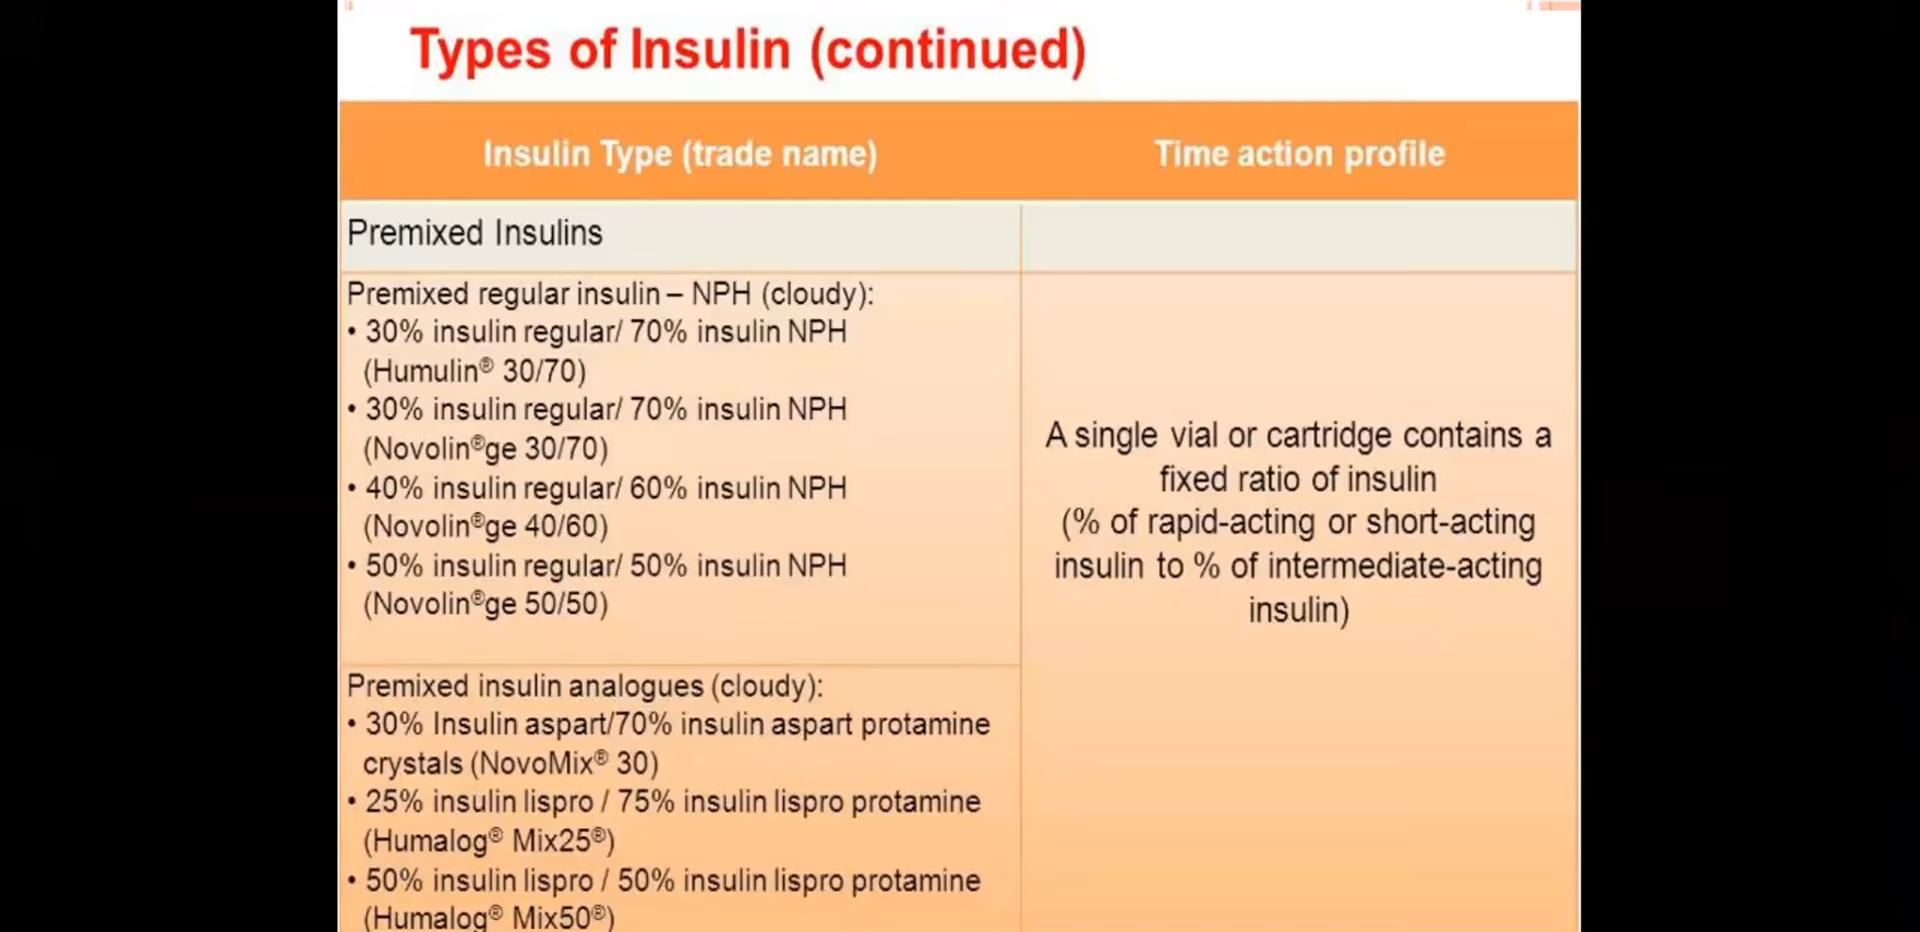 Types of Insulin (continued)
Insulin Type (trade name)
Time action profile
Premixed Insulins
Premixed regular insulin – NPH (cloudy):
• 30% insulin regular/ 70% insulin NPH
(Humulin® 30/70)
• 30% insulin regular/ 70% insulin NPH
(Novolin®ge 30/70)
• 40% insulin regular/ 60% insulin NPH
(Novolin®ge 40/60)
• 50% insulin regular/ 50% insulin NPH
(Novolin®ge 50/50)
A single vial or cartridge contains a
fixed ratio of insulin
(% of rapid-acting or short-acting
insulin to % of intermediate-acting
insulin)
Premixed insulin analogues (cloudy):
• 30% Insulin aspart/70% insulin aspart protamine
crystals (NovoMix® 30)
• 25% insulin lispro / 75% insulin lispro protamine
(Humalog® Mix25®)
• 50% insulin lispro / 50% insulin lispro protamine
(Humalog® Mix50®)